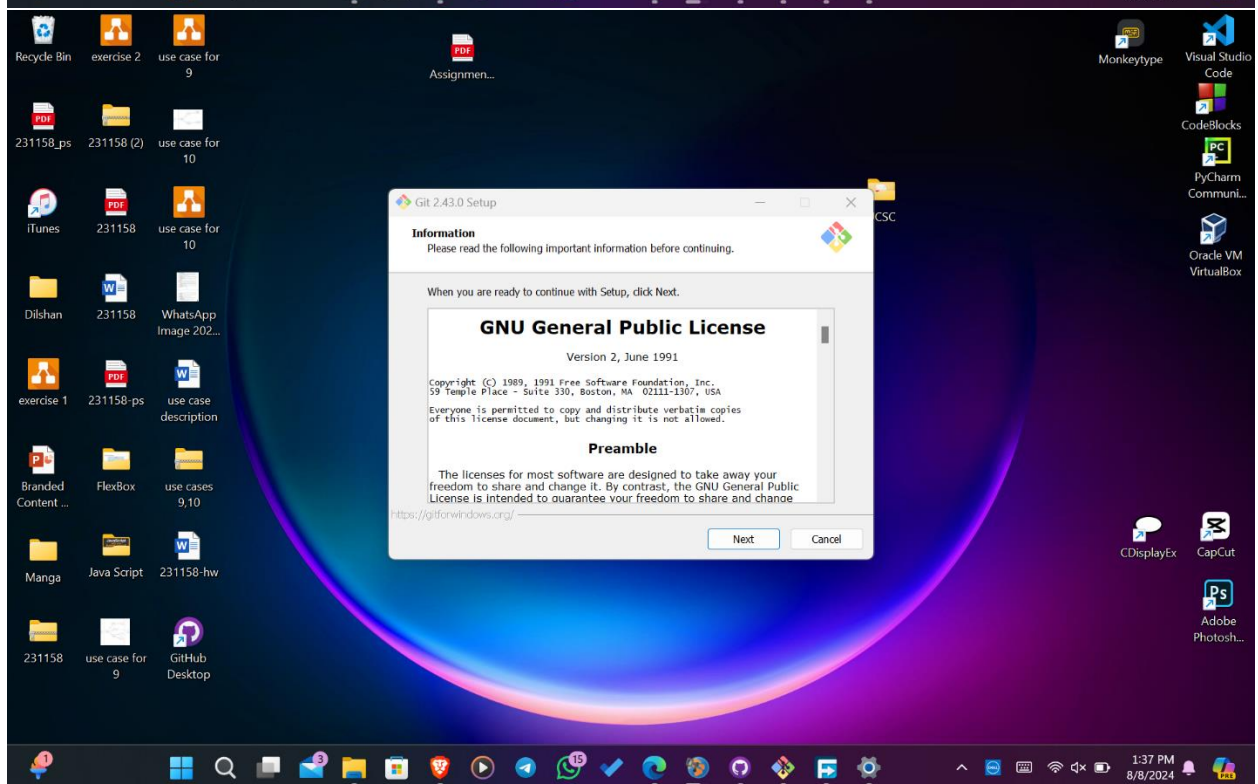 Recycle Bin
exercise 2
use case for
9
Assignmen...
Monkeytype
Visual Studio
Code
231158_ps
231158 (2)
use case for
10
CodeBlocks
PyCharm
Communi...
iTunes
231158
use case for
10
CSC
Oracle VM
VirtualBox
Dilshan
231158
WhatsApp
Image 202...
exercise 1
231158-ps
use case
description
Branded
Content ...
FlexBox
use cases
9,10
Manga
Java Script
231158-hw
CDisplayEx
CapCut
231158
use case for
9
GitHub
Desktop
Adobe
Photosh...
Git 2.43.0 Setup
Information
Please read the following important information before continuing.
When you are ready to continue with Setup, click Next.
GNU General Public License
Version 2, June 1991
Copyright (C) 1989, 1991 Free Software Foundation, Inc.
59 Temple Place - Suite 330, Boston, MA 02111-1307, USA
Everyone is permitted to copy and distribute verbatim copies
of this license document, but changing it is not allowed.
Preamble
The licenses for most software are designed to take away your
freedom to share and change it. By contrast, the GNU General Public
License is intended to guarantee your freedom to share and change
https://gitforwindows.org/
Next
Cancel
1
3
15
1:37 PM
8/8/2024